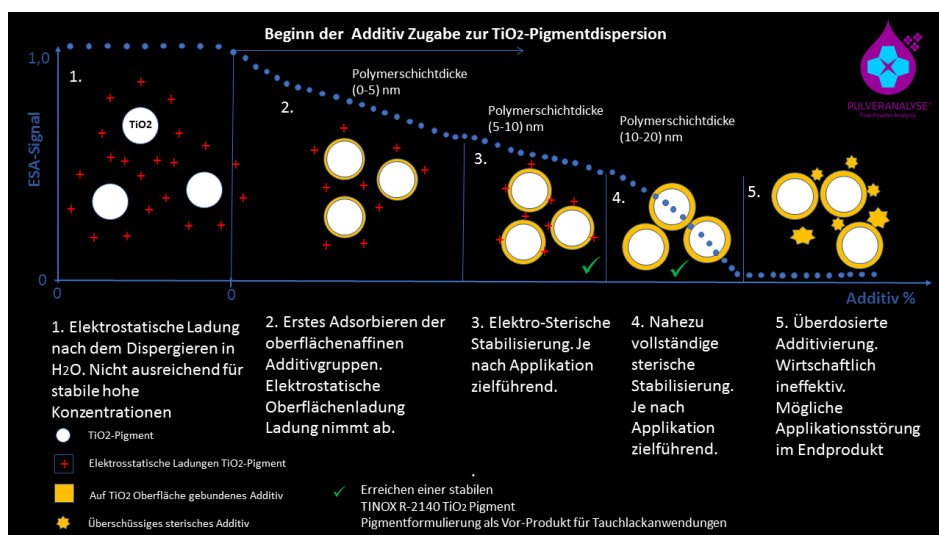 Beginn der Additiv Zugabe zur TiO2-Pigmentdispersion
1,0
1.
TiO2
ESA-Signal
0
0
0
2.
Polymerschichtdicke
(0-5) nm
Polymerschichtdicke
(5-10) nm
3.
Polymerschichtdicke
(10-20) nm
4.
5.
PULVERANALYSE
Fine Powder Analysis
Additiv %
1. Elektrostatische Ladung
nach dem Dispergieren in
H2O. Nicht ausreichend für
stabile hohe
Konzentrationen
2. Erstes Adsorbieren der
oberflächenaffinen
Additivgruppen.
Elektrostatische
Oberflächenladung
Ladung nimmt ab.
3. Elektro-Sterische
Stabilisierung. Je
nach Applikation
zielführend.
4. Nahezu
vollständige
sterische
Stabilisierung.
Je nach
Applikation
zielführend.
5. Überdosierte
Additivierung.
Wirtschaftlich
ineffektiv.
Mögliche
Applikationsstörung
im Endprodukt
TiO2-Pigment
Elektrosstatische Ladungen TiO2-Pigment
Auf TiO2 Oberfläche gebundenes Additiv
Überschüssiges sterisches Additiv
.
Erreichen einer stabilen
TINOX R-2140 TiO2 Pigment
Pigmentformulierung als Vor-Produkt für Tauchlackanwendungen